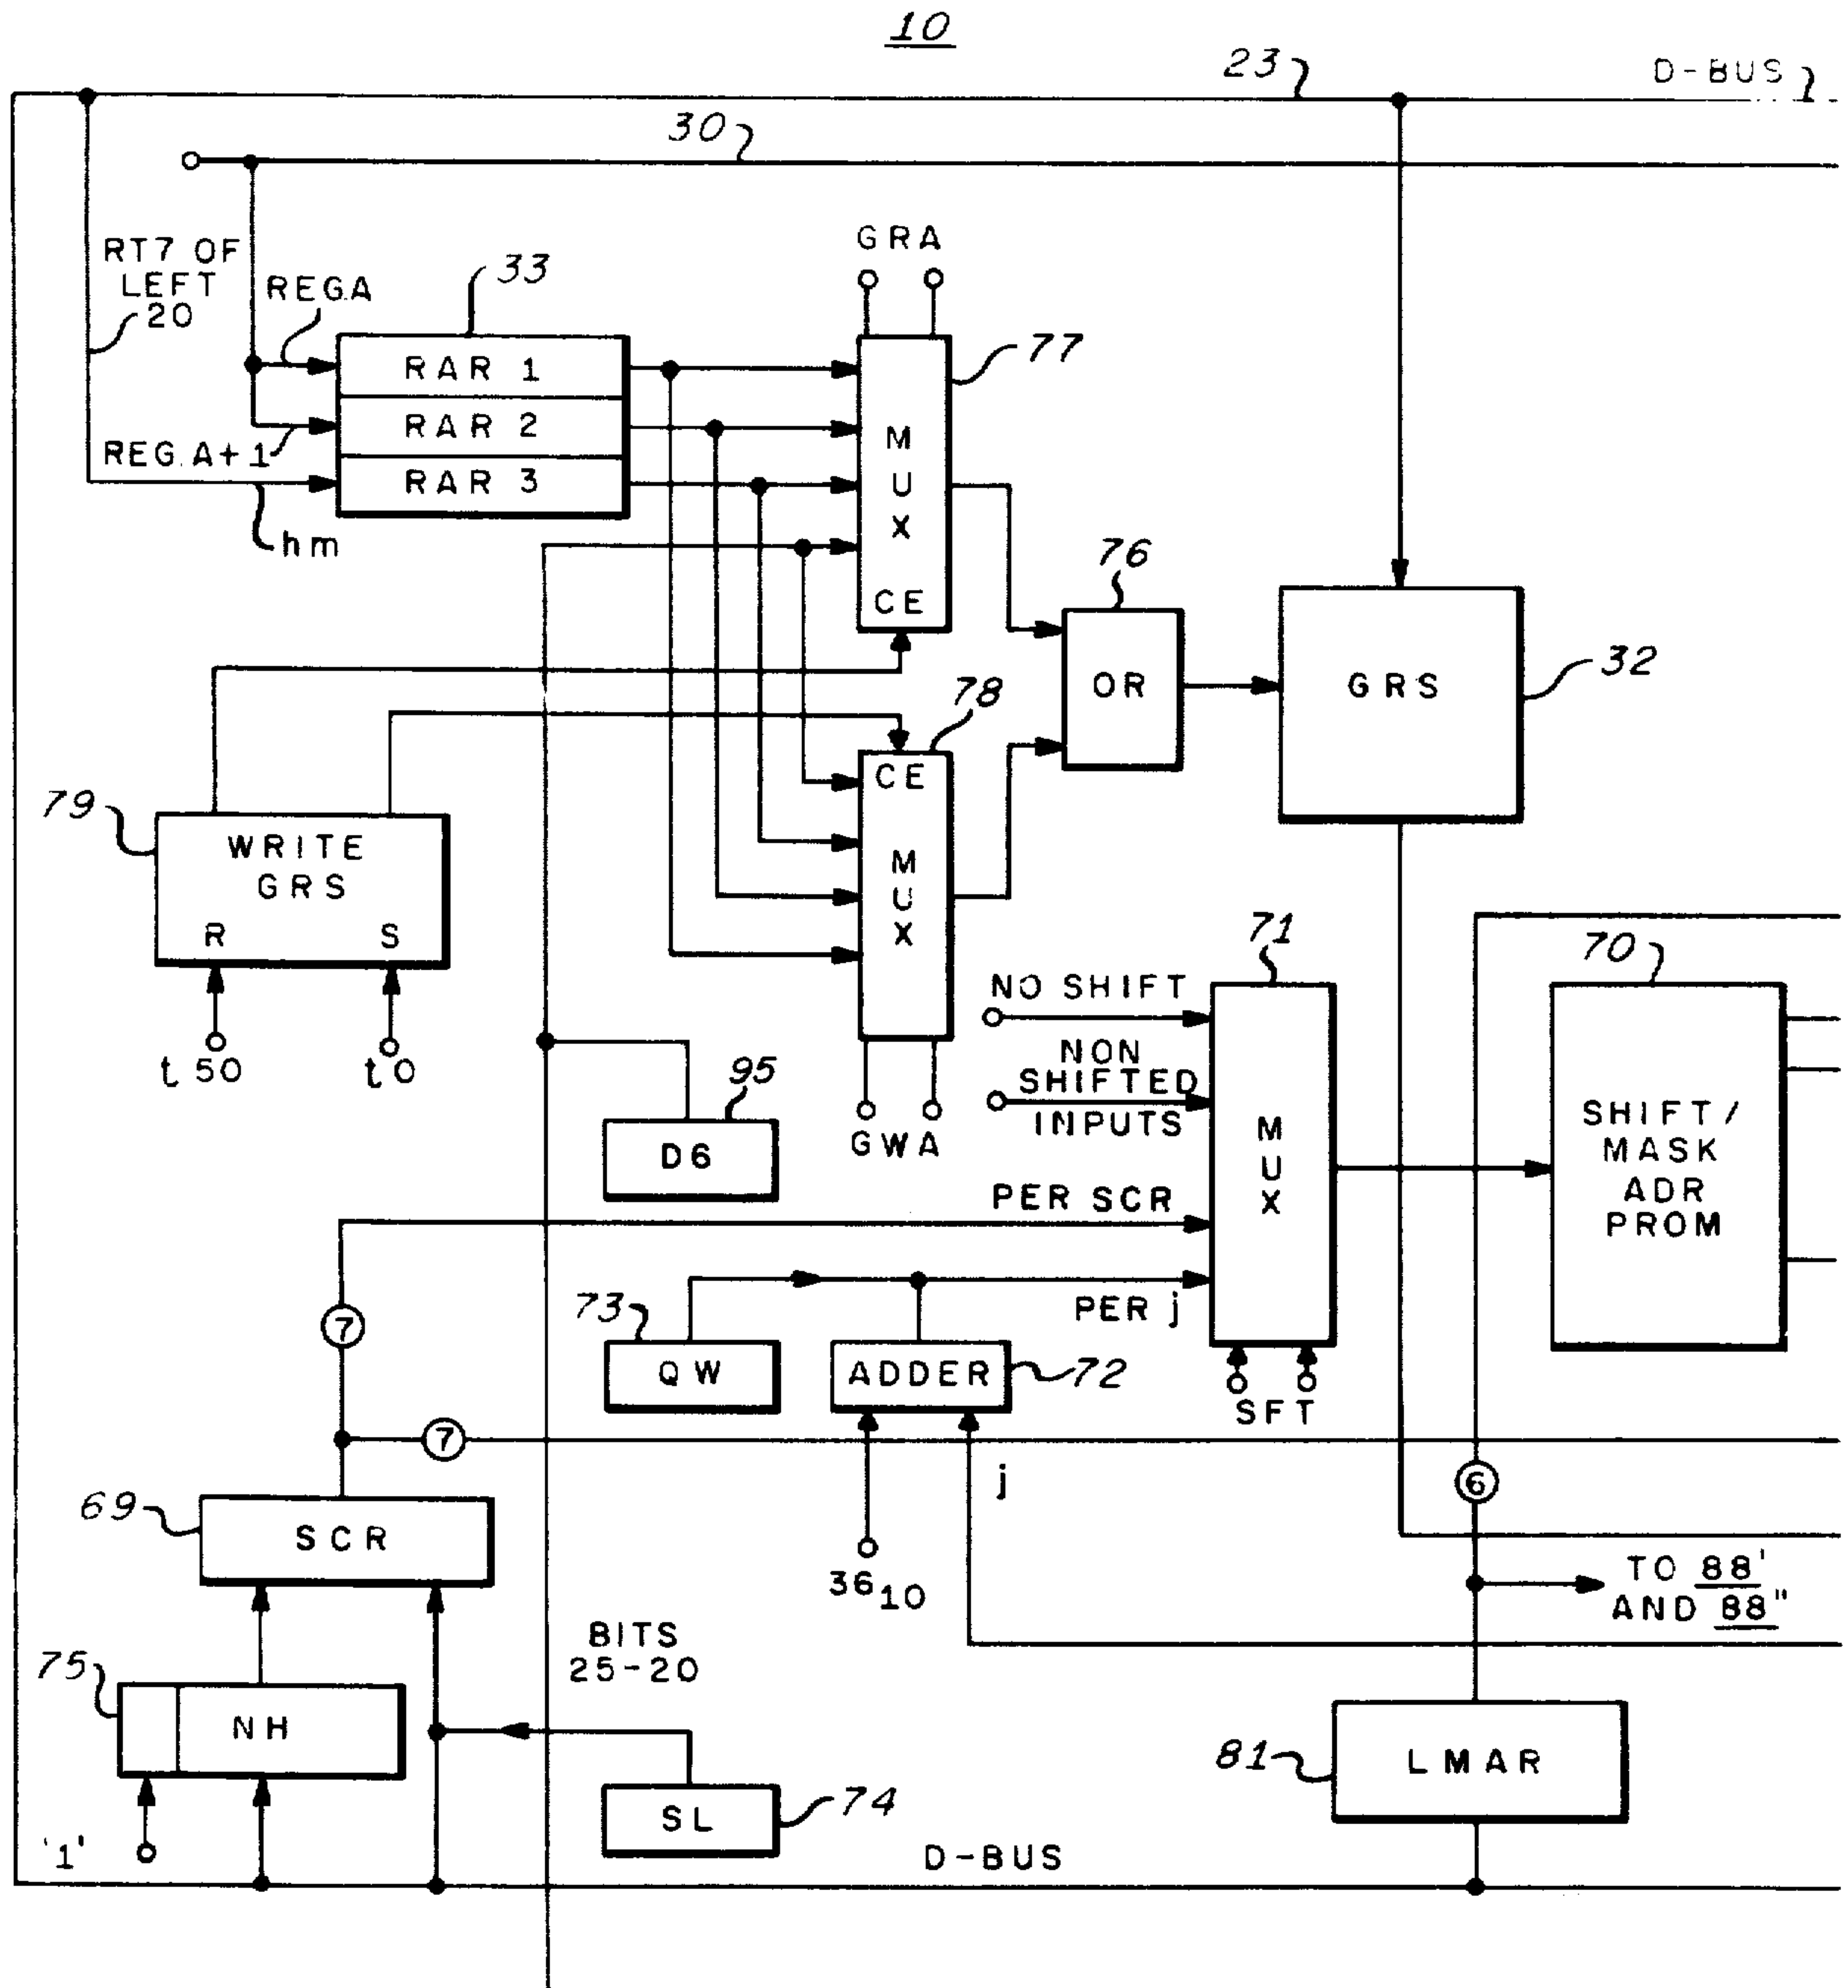 10
23
D-BUS
30
RT7 OF
LEFT
20
REG.A
33
GRA
77
RAR 1
RAR 2
RAR 3
REG.A+1
hm
MUX
CE
76
OR
GRS
32
78
CE
MUX
79
WRITE
GRS
R
S
t 50
t 0
95
D6
GWA
71
70
NO SHIFT
NON
SHIFTED
INPUTS
MUX
SHIFT/
MASK
ADR
PROM
PER SCR
7
PER j
73
QW
ADDER
72
SFT
7
j
6
69
SCR
36₁₀
TO 88'
AND 88"
BITS
25-20
75
NH
81
LMAR
SL
74
'1'
D-BUS